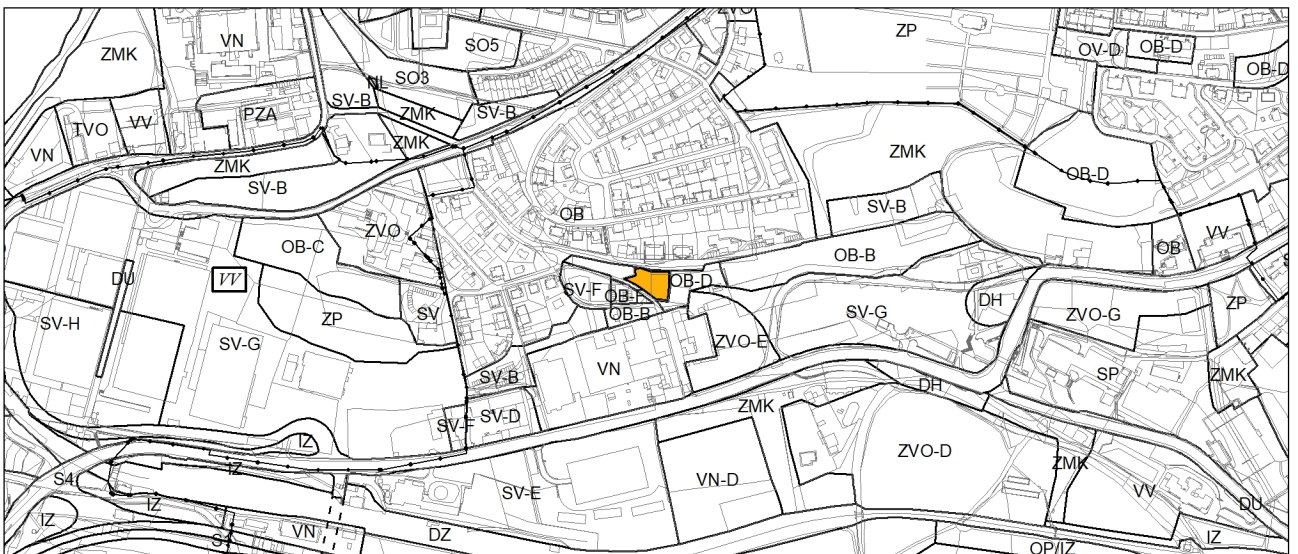 ZVO
ZP
ZMK
VN
SO5
OV-D
OB-D
OB-D
SO3
NL
SV-B
ZMK
SV-B
PZA
TVO
VV
VN
ZMK
ZMK
SV-B
ZMK
OB-D
SV-B
OB
ZVO
OB-C
OB-B
OB
VV
DU
VV
SV-F
OB-D
OB-F
OB-B
SV-H
ZP
SV
SV-G
SV-G
DH
ZVO-G
ZP
ZVO-E
VN
SV-B
DH
SP
ZMK
ZMK
SV-F
SV-D
IZ
ZVO-D
ZMK
S4
IZ
SV-E
VN-D
VV
IZ
IZ
DU
VN
DZ
IZ
OP/IZ